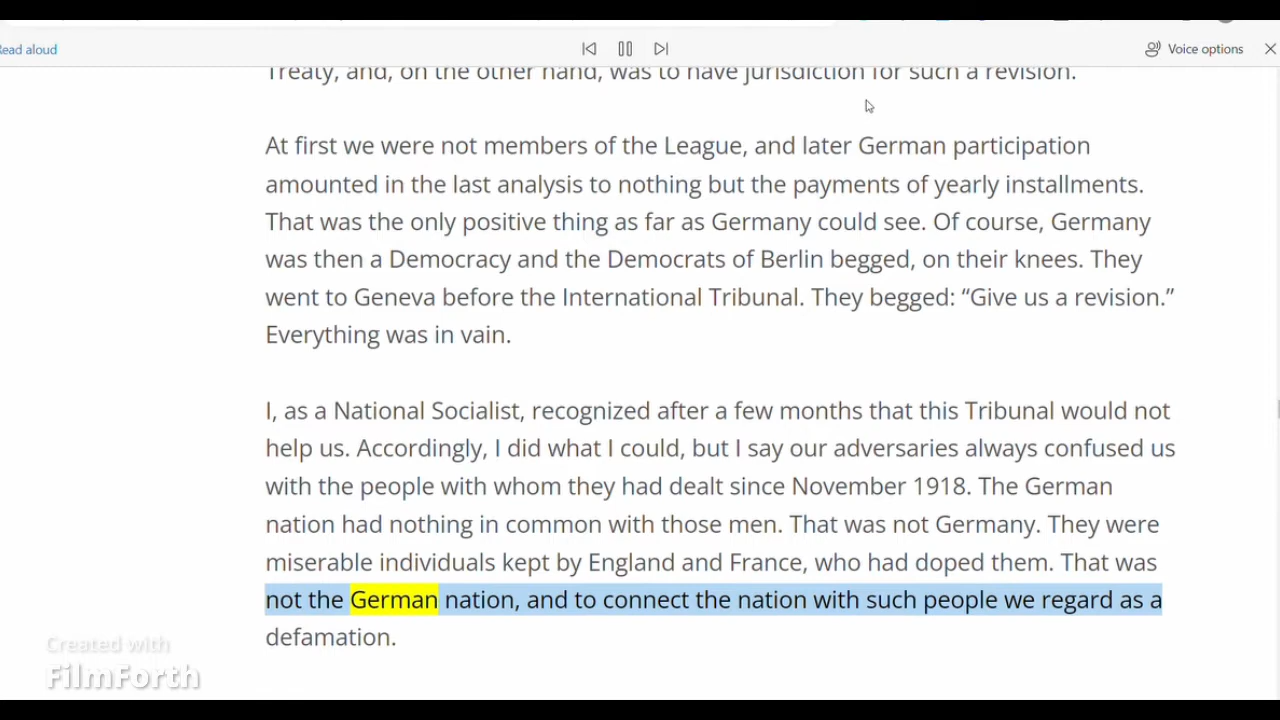 Read aloud
Voice options
Treaty, and, on the other hand, was to have jurisdiction for such a revision.
At first we were not members of the League, and later German participation
amounted in the last analysis to nothing but the payments of yearly installments.
That was the only positive thing as far as Germany could see. Of course, Germany
was then a Democracy and the Democrats of Berlin begged, on their knees. They
went to Geneva before the International Tribunal. They begged: “Give us a revision.”
Everything was in vain.
I, as a National Socialist, recognized after a few months that this Tribunal would not
help us. Accordingly, I did what I could, but I say our adversaries always confused us
with the people with whom they had dealt since November 1918. The German
nation had nothing in common with those men. That was not Germany. They were
miserable individuals kept by England and France, who had doped them. That was
not the German nation, and to connect the nation with such people we regard as a
defamation.
Created with
FilmForth